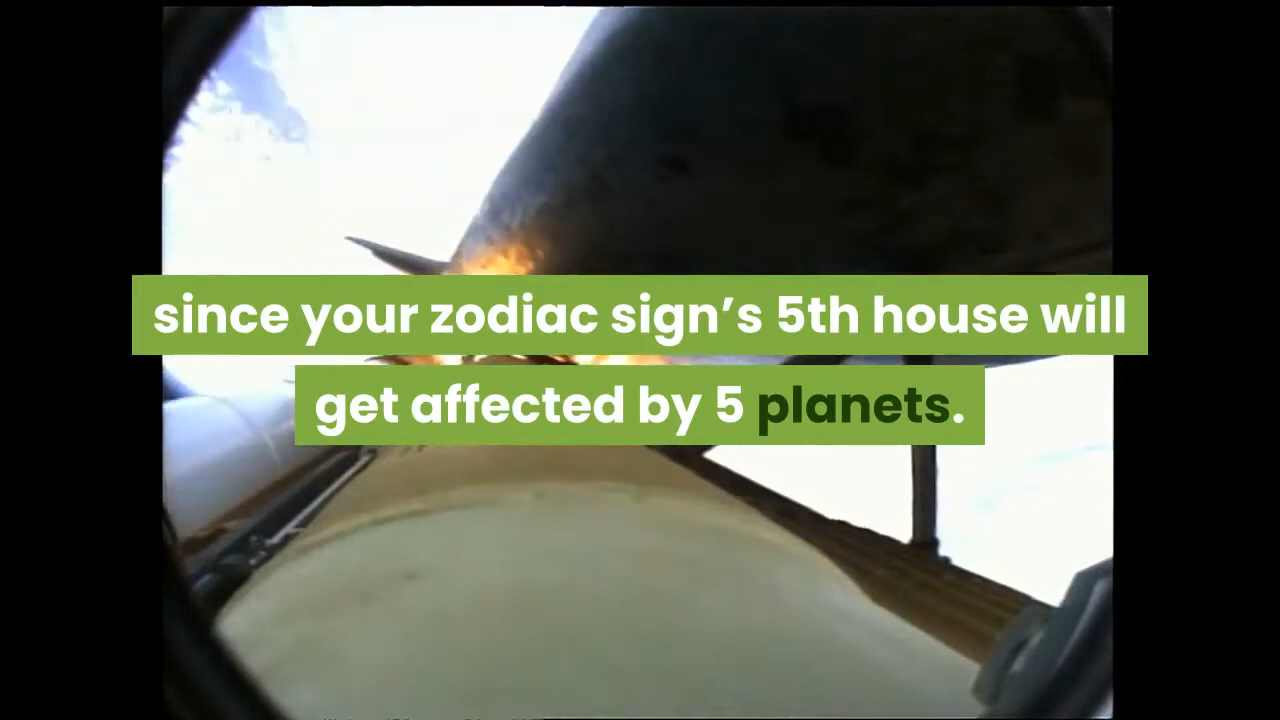 since your zodiac sign’s 5th house will
get affected by 5 planets.